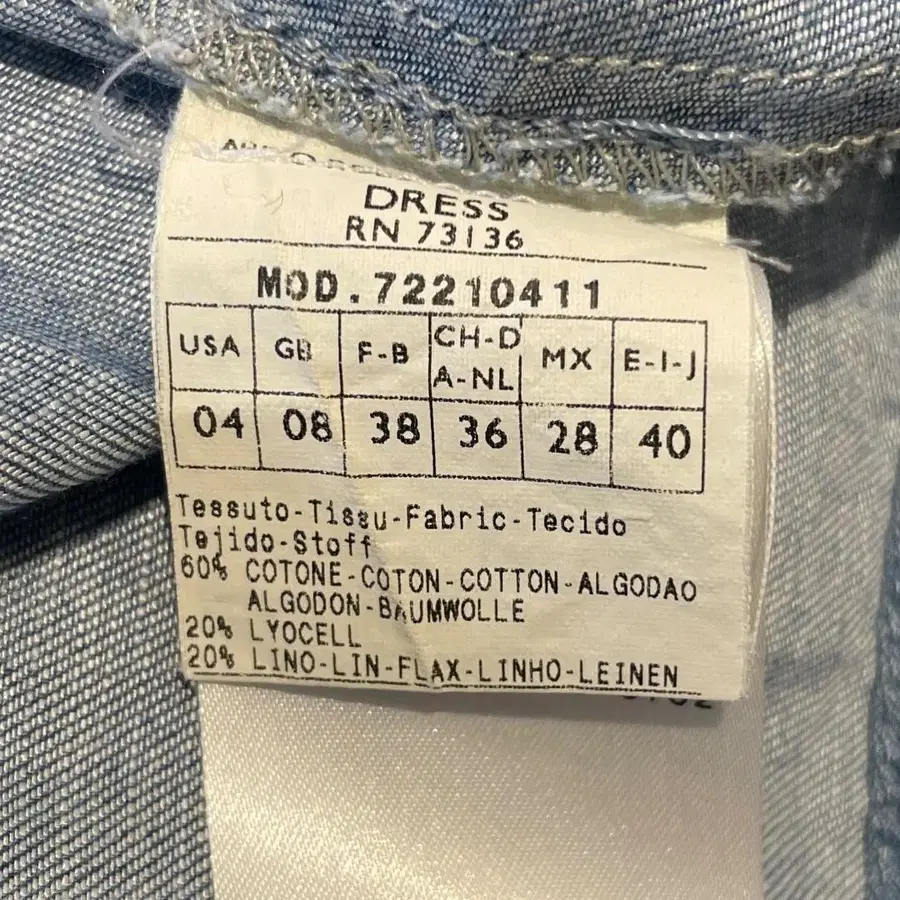 DRESS
RN 73136
MOD.72210411
USA GB F-B CH-D A-NL MX E-I-J
04 08 38 36 28 40
Tessuto-Tissu-Fabric-Tecido
Tejido-Stoff
60% COTONE-COTON-COTTON-ALGODAO
ALGODON-BAUMWOLLE
20% LYOCELL
20% LINO-LIN-FLAX-LINHO-LEINEN